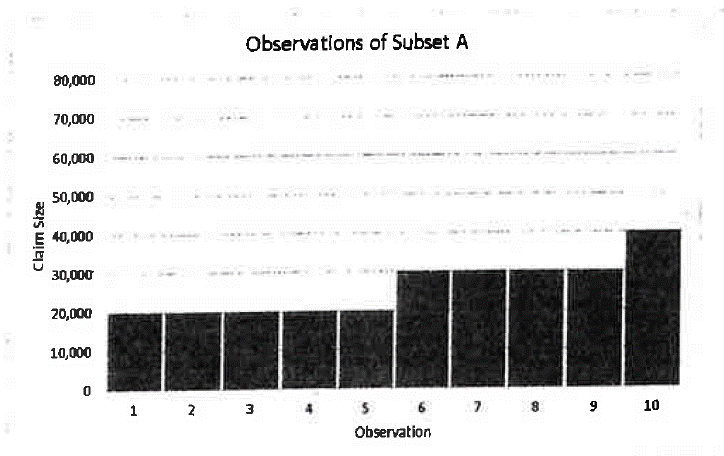 Observations of Subset A
80,000
70,000
60,000
50,000
40,000
30,000
20,000
10,000
0
Claim Size
1 2 3 4 5 6 7 8 9 10
Observation